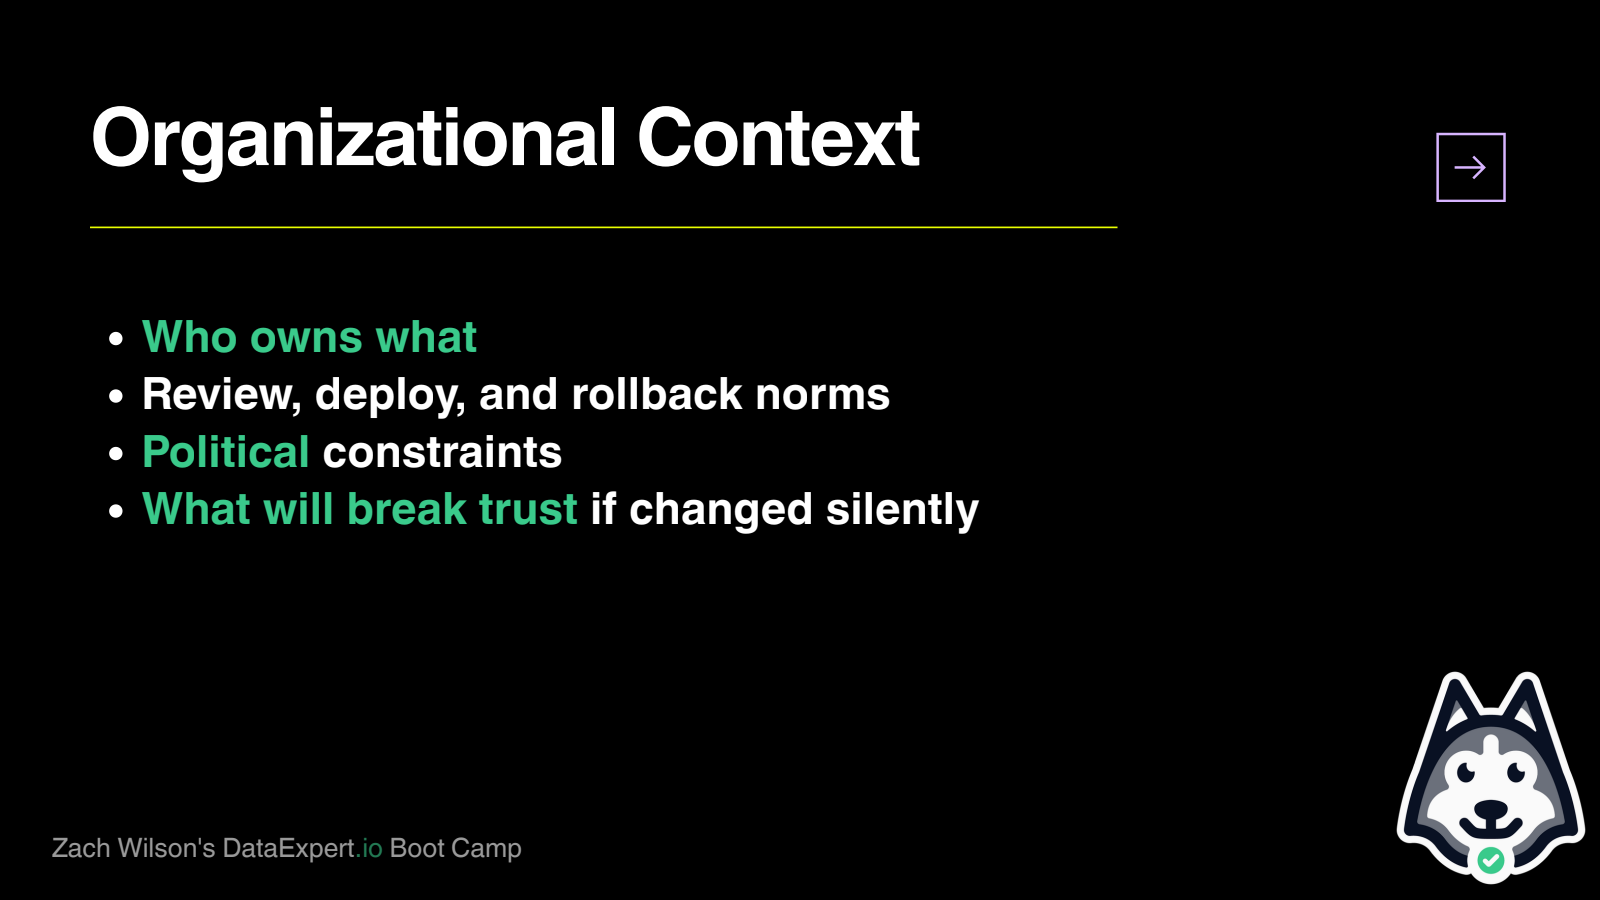 Organizational Context
Who owns what
Review, deploy, and rollback norms
Political constraints
What will break trust if changed silently
Zach Wilson's DataExpert.io Boot Camp